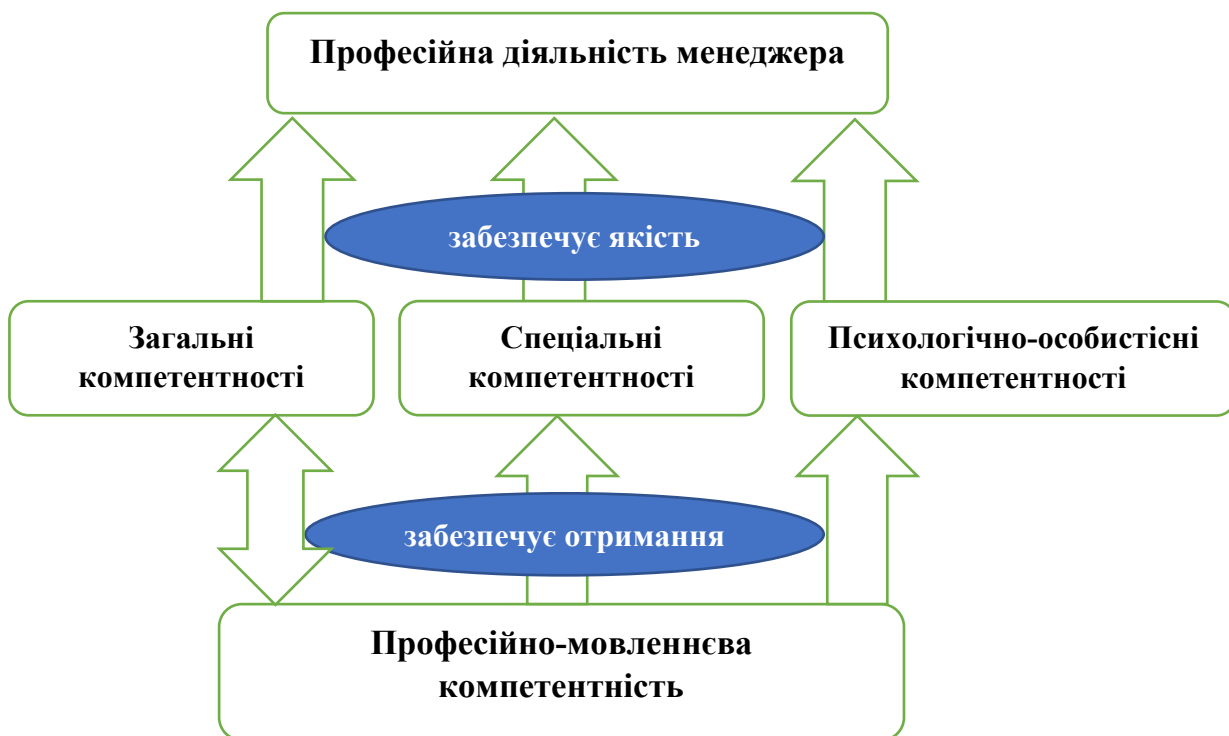 Професійна діяльність менеджера
забезпечує якість
Загальні
компетентності
Спеціальні
компетентності
Психологічно-особистісні
компетентності
забезпечує отримання
Професійно-мовленнєва
компетентність